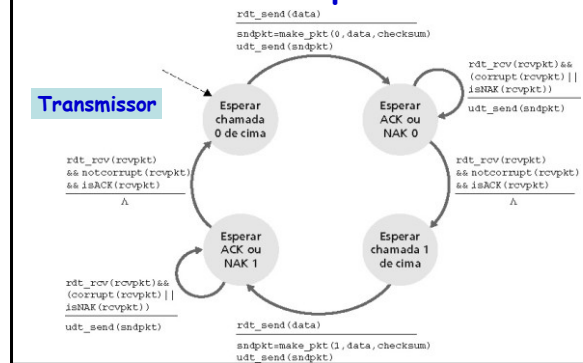 rdt_send(data)
sndpkt=make_pkt(0,data,checksum)
udt_send(sndpkt)
Transmissor
Esperar
chamada
0 de cima
Esperar
ACK ou
NAK 0
rdt_rcv(rcvpkt)&&
(corrupt(rcvpkt)||
isNAK(rcvpkt))
udt_send(sndpkt)
rdt_rcv(rcvpkt)
&& notcorrupt(rcvpkt)
&& isACK(rcvpkt)
Λ
rdt_rcv(rcvpkt)
&& notcorrupt(rcvpkt)
&& isACK(rcvpkt)
Λ
Esperar
ACK ou
NAK 1
Esperar
chamada 1
de cima
rdt_rcv(rcvpkt)&&
(corrupt(rcvpkt)||
isNAK(rcvpkt))
udt_send(sndpkt)
rdt_send(data)
sndpkt=make_pkt(1,data,checksum)
udt_send(sndpkt)